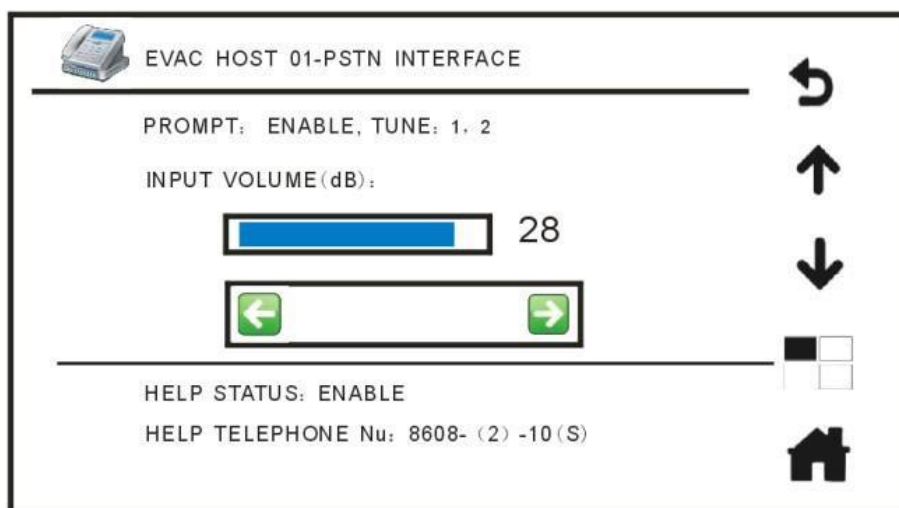 EVAC HOST 01-PSTN INTERFACE
PROMPT： ENABLE, TUNE：1，2
INPUT VOLUME（dB）：
28
HELP STATUS：ENABLE
HELP TELEPHONE Nu：8608-（2）-10（S）